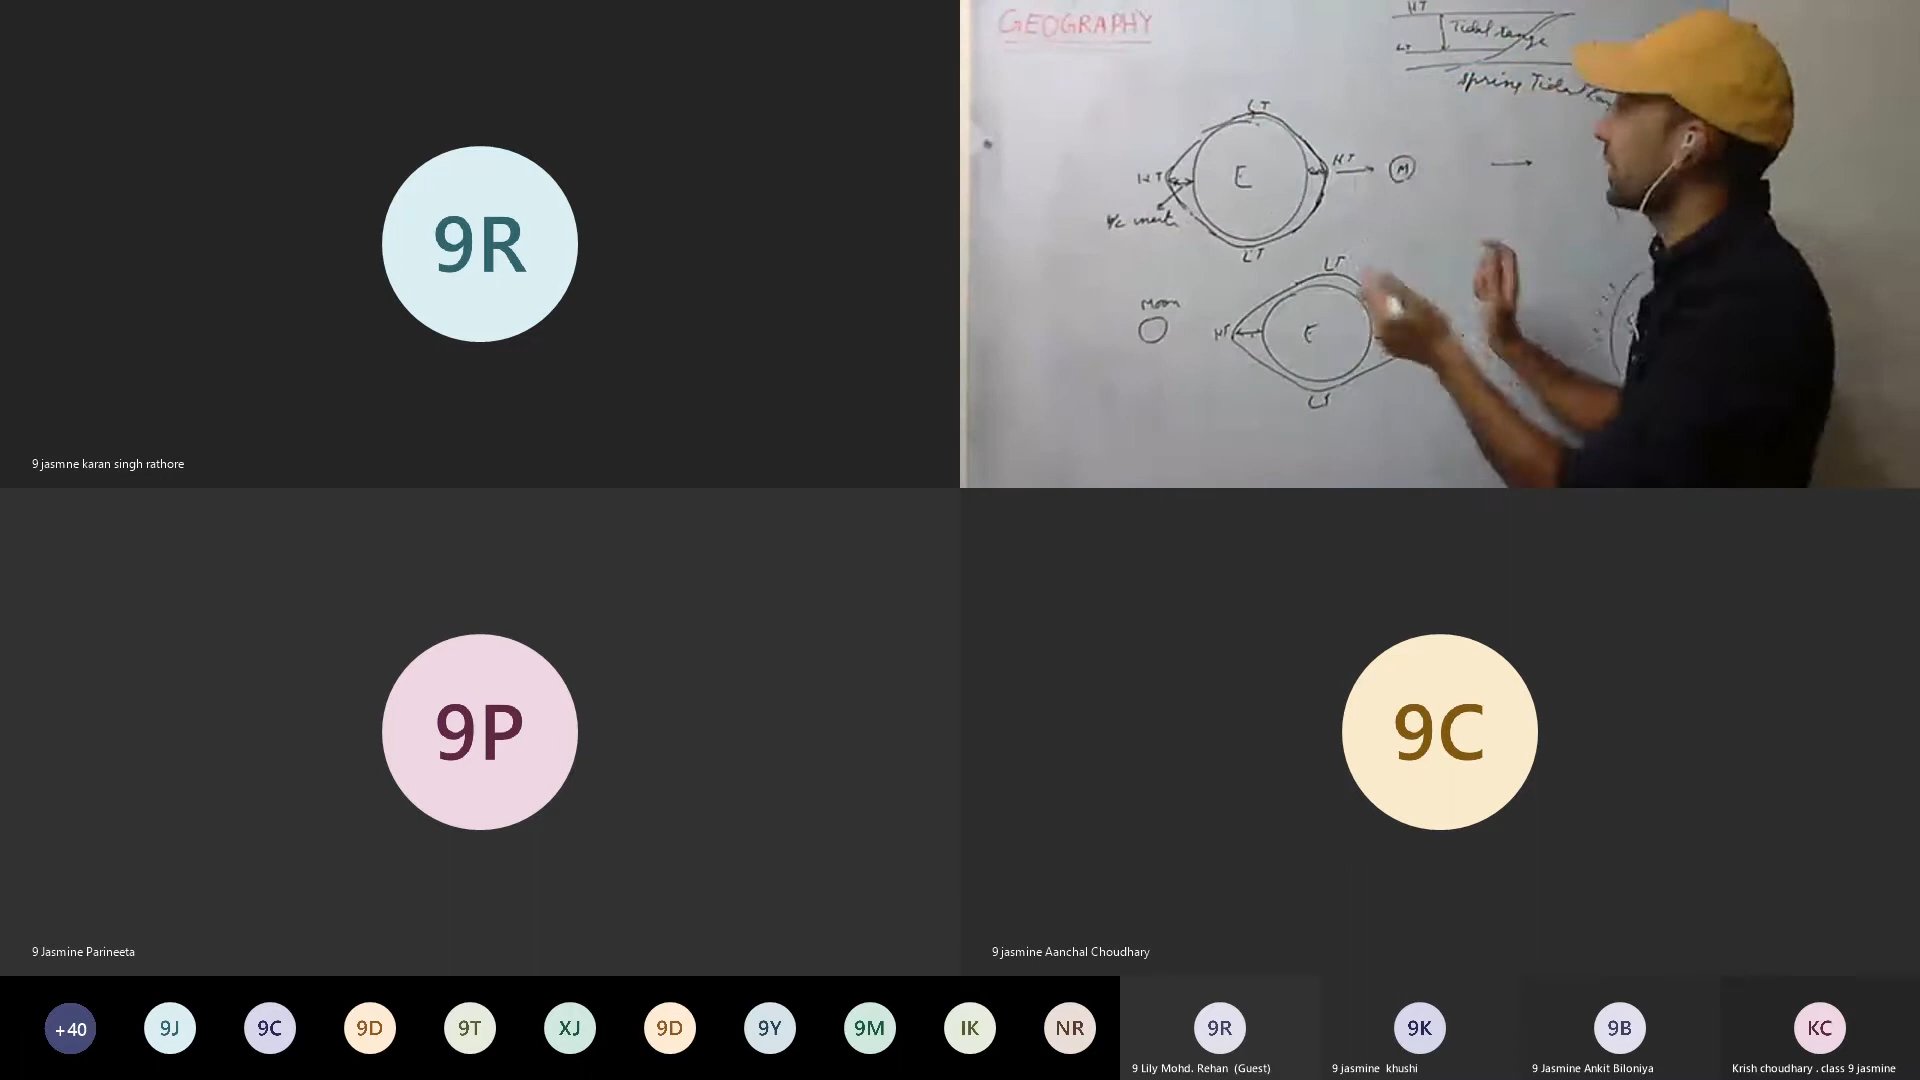 9R
9 jasmne karan singh rathore
GEOGRAPHY
HT
LT
Tidal range
Spring Tidal
LT
HT
E
HT
M
LT
LT
Moon
HT
E
LT
9P
9 Jasmine Parineeta
9C
9 jasmine Aanchal Choudhary
+40
9J
9C
9D
9T
XJ
9D
9Y
9M
IK
NR
9R
9 Lily Mohd. Rehan (Guest)
9K
9 jasmine khushi
9B
9 Jasmine Ankit Biloniya
KC
Krish choudhary . class 9 jasmine